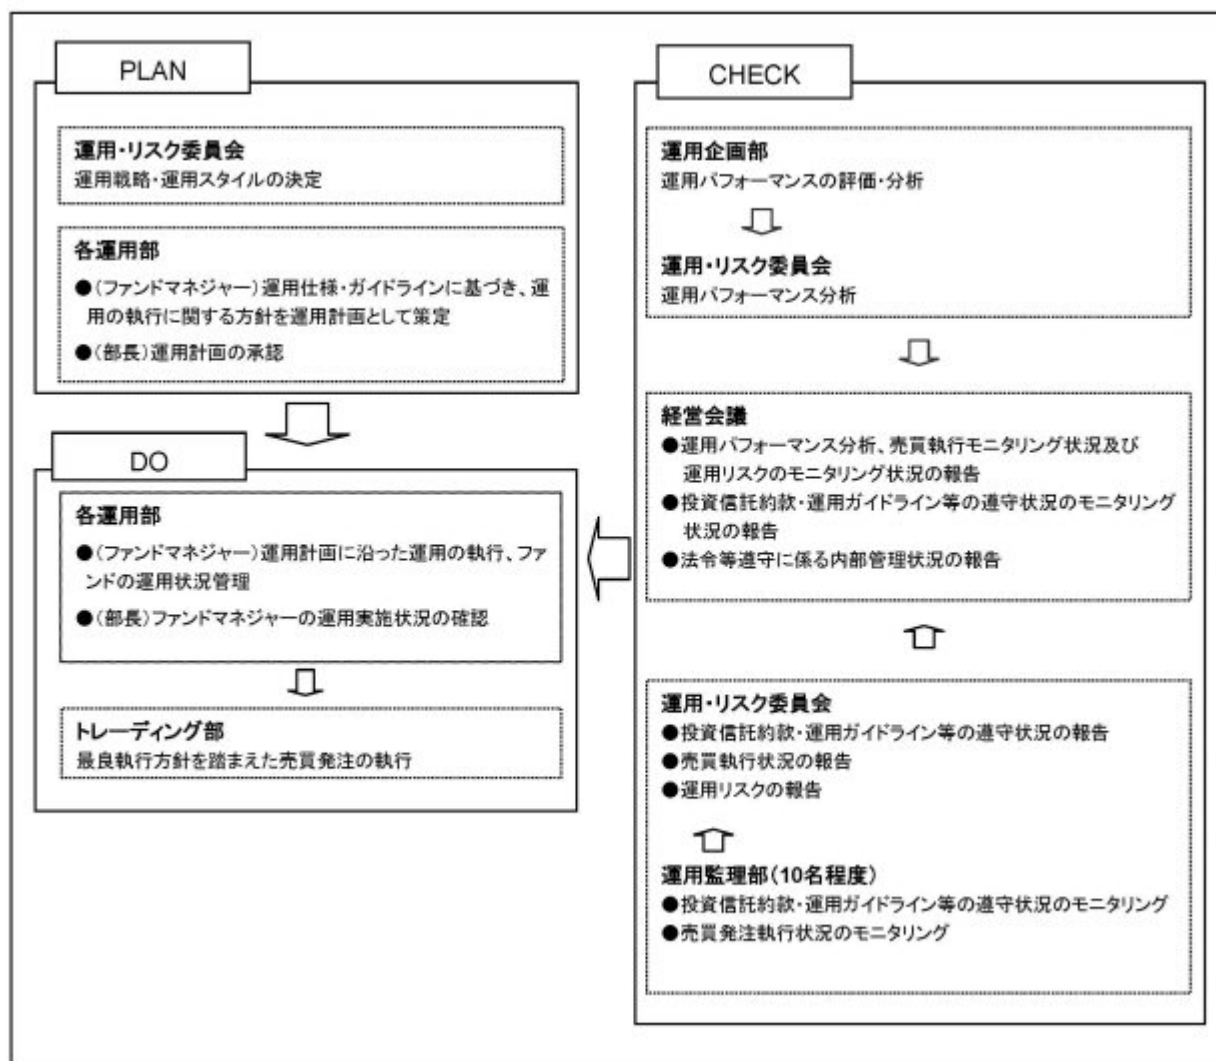 PLAN
運用・リスク委員会
運用戦略・運用スタイルの決定
各運用部
●(ファンドマネジャー)運用仕様・ガイドラインに基づき、運
用の執行に関する方針を運用計画として策定
●(部長)運用計画の承認
DO
各運用部
●(ファンドマネジャー)運用計画に沿った運用の執行、ファ
ンドの運用状況管理
●(部長)ファンドマネジャーの運用実施状況の確認
トレーディング部
最良執行方針を踏まえた売買発注の執行
CHECK
運用企画部
運用パフォーマンスの評価・分析
運用・リスク委員会
運用パフォーマンス分析
経営会議
●運用パフォーマンス分析、売買執行モニタリング状況及び
運用リスクのモニタリング状況の報告
●投資信託約款・運用ガイドライン等の遵守状況のモニタリング
状況の報告
●法令等遵守に係る内部管理状況の報告
運用・リスク委員会
●投資信託約款・運用ガイドライン等の遵守状況の報告
●売買執行状況の報告
●運用リスクの報告
運用監理部(10名程度)
●投資信託約款・運用ガイドライン等の遵守状況のモニタリング
●売買発注執行状況のモニタリング